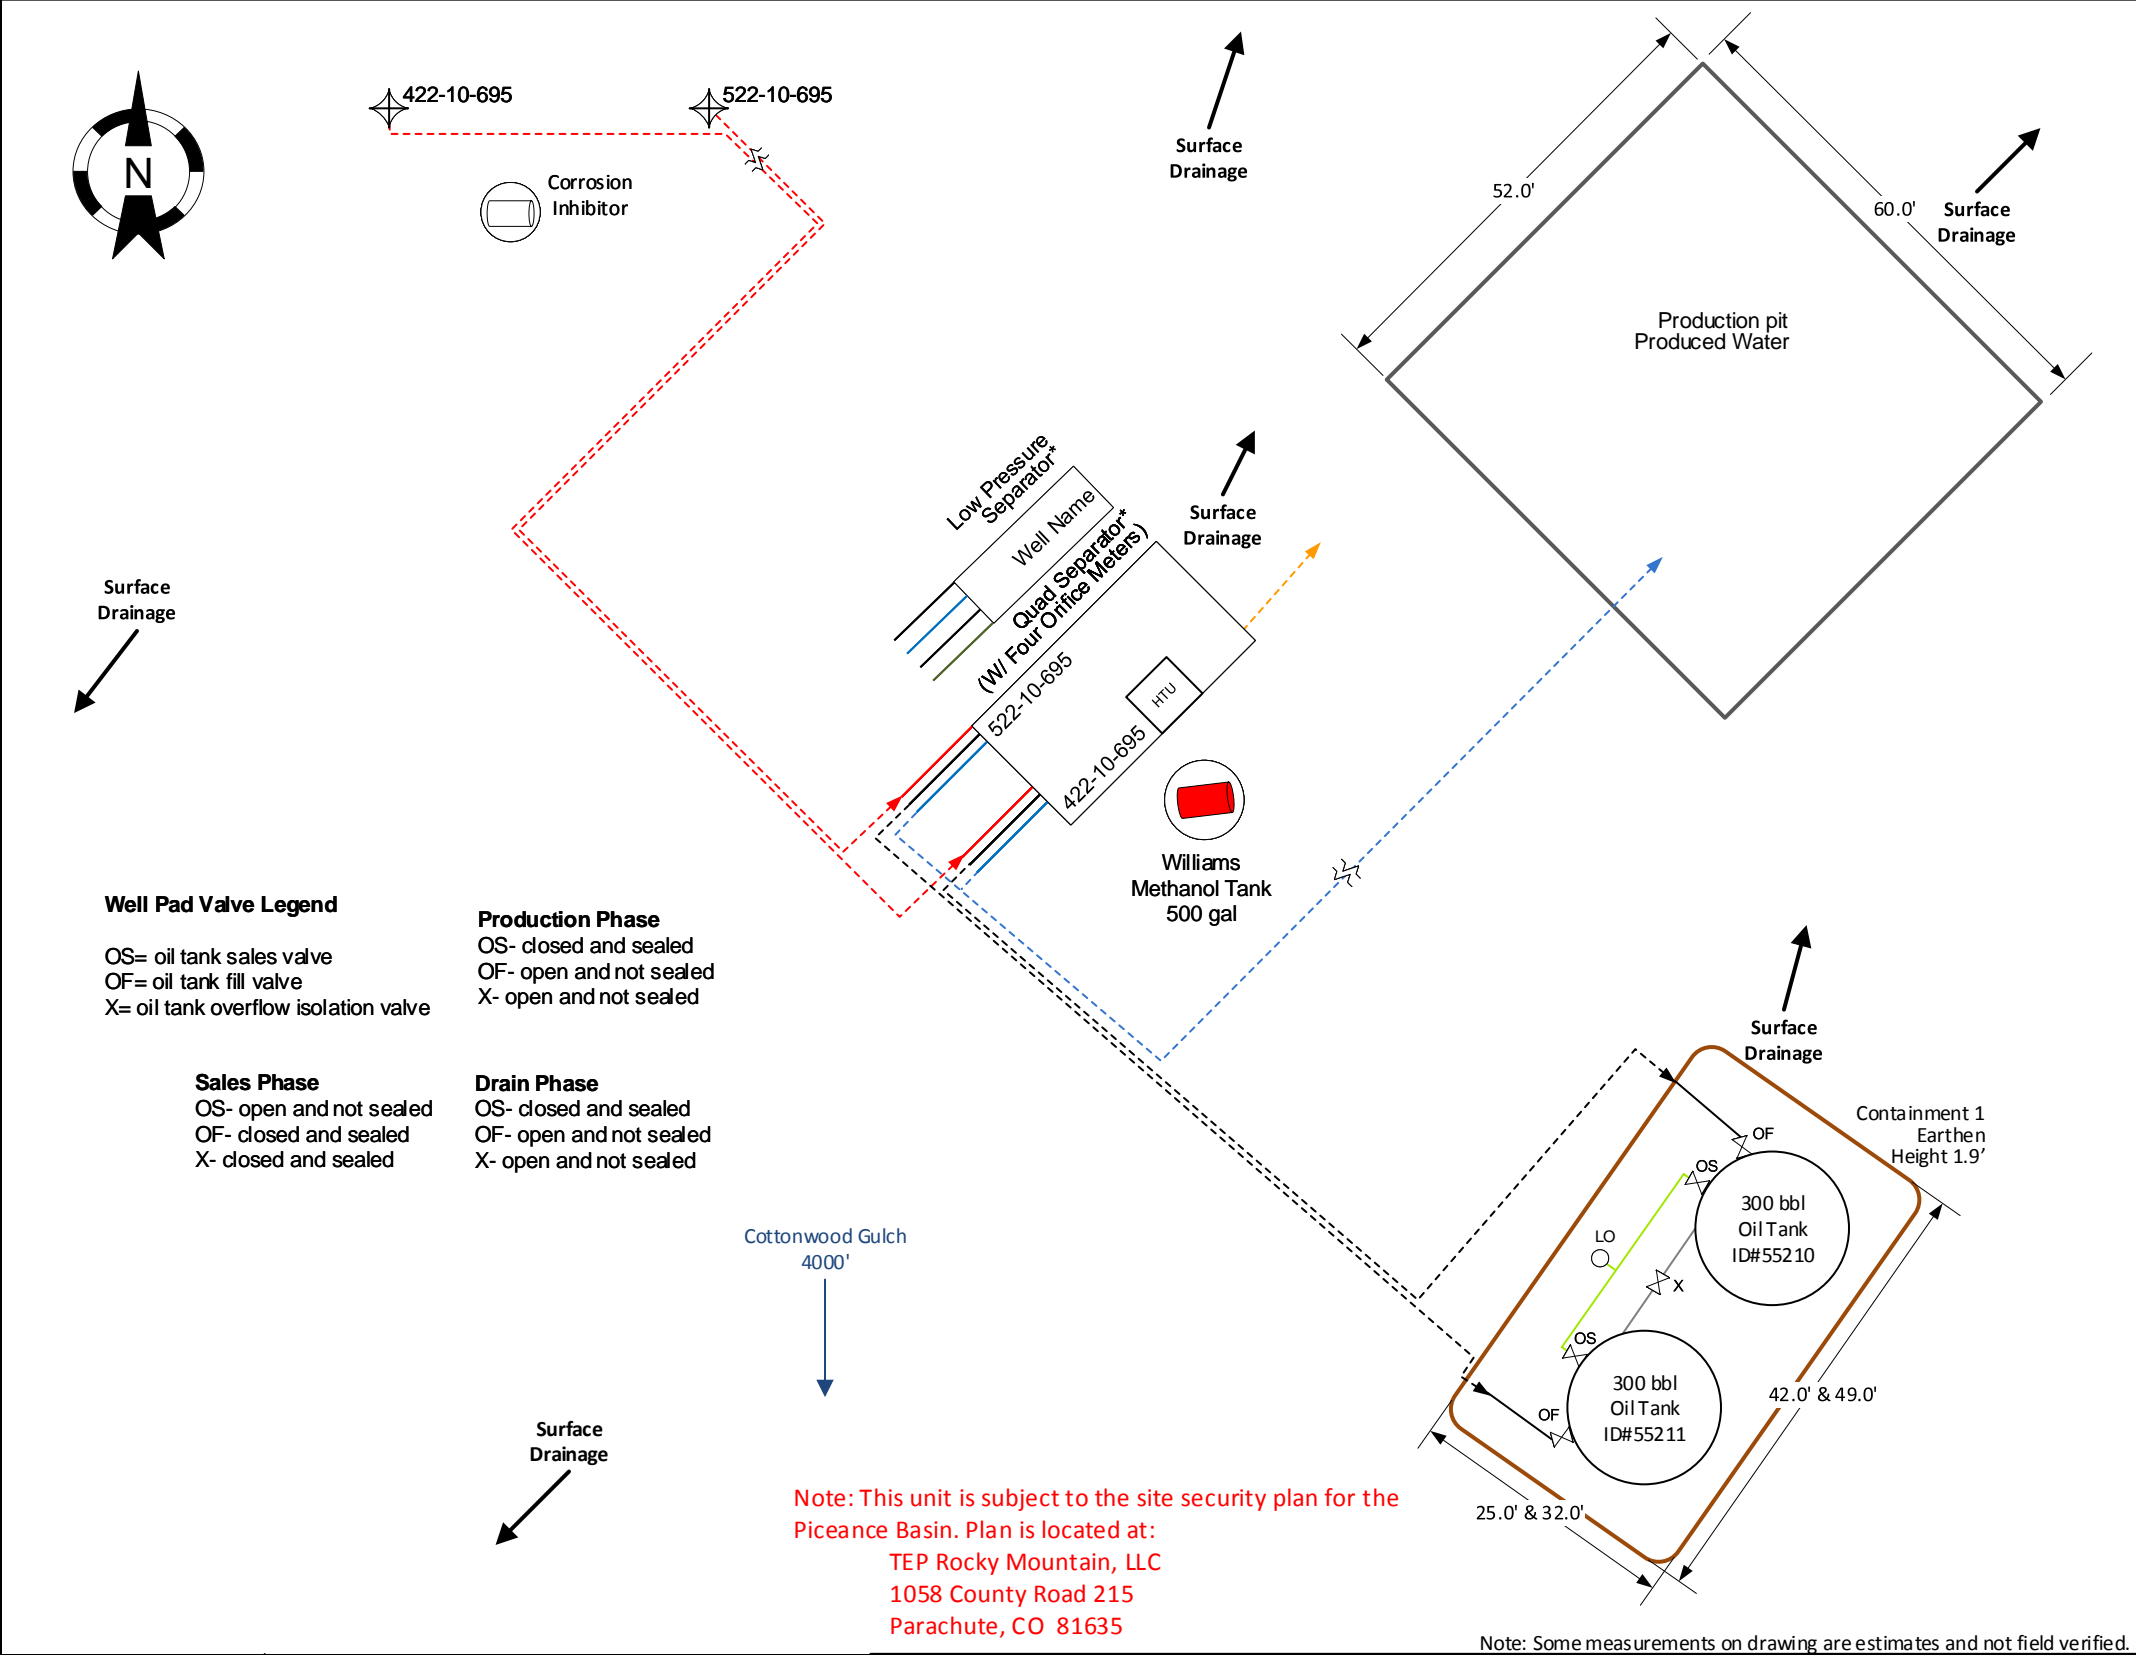 N
422-10-695
522-10-695
Corrosion
Inhibitor
Surface
Drainage
52.0'
60.0'
Surface
Drainage
Production pit
Produced Water
Low Pressure
Separator*
Well Name
Quad Separator*
(W/ Four Orifice Meters)
522-10-695
422-10-695
HTU
Surface
Drainage
Surface
Drainage
Williams
Methanol Tank
500 gal
Well Pad Valve Legend
OS= oil tank sales valve
OF= oil tank fill valve
X= oil tank overflow isolation valve
Production Phase
OS- closed and sealed
OF- open and not sealed
X- open and not sealed
Sales Phase
OS- open and not sealed
OF- closed and sealed
X- closed and sealed
Drain Phase
OS- closed and sealed
OF- open and not sealed
X- open and not sealed
Surface
Drainage
Containment 1
Earthen
Height 1.9’
OF
OS
300 bbl
Oil Tank
ID#55210
LO
X
OS
300 bbl
Oil Tank
ID#55211
OF
42.0' & 49.0'
25.0' & 32.0'
Cottonwood Gulch
4000'
Surface
Drainage
Note: This unit is subject to the site security plan for the
Piceance Basin. Plan is located at:
TEP Rocky Mountain, LLC
1058 County Road 215
Parachute, CO  81635
Note: Some measurements on drawing are estimates and not field verified.